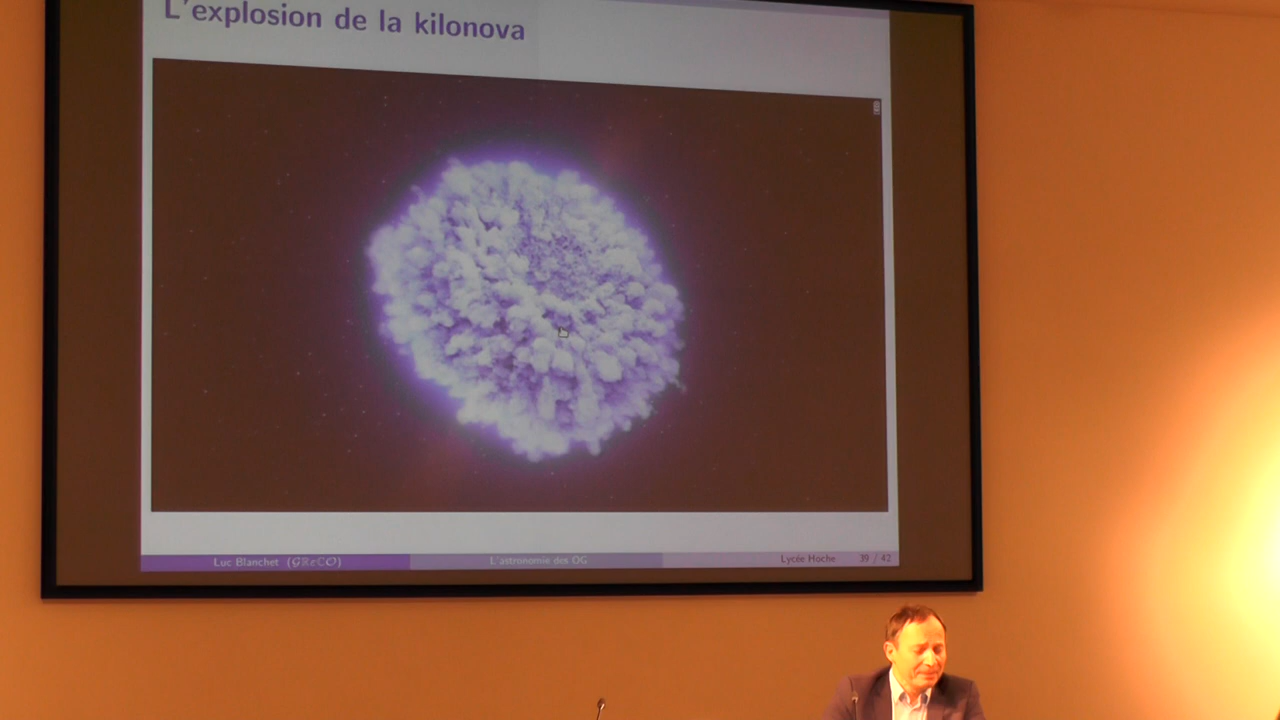 L'explosion de la kilonova
Luc Blanchet (GReCO)
L'astronomie des OG
Lycée Hoche 39 / 42